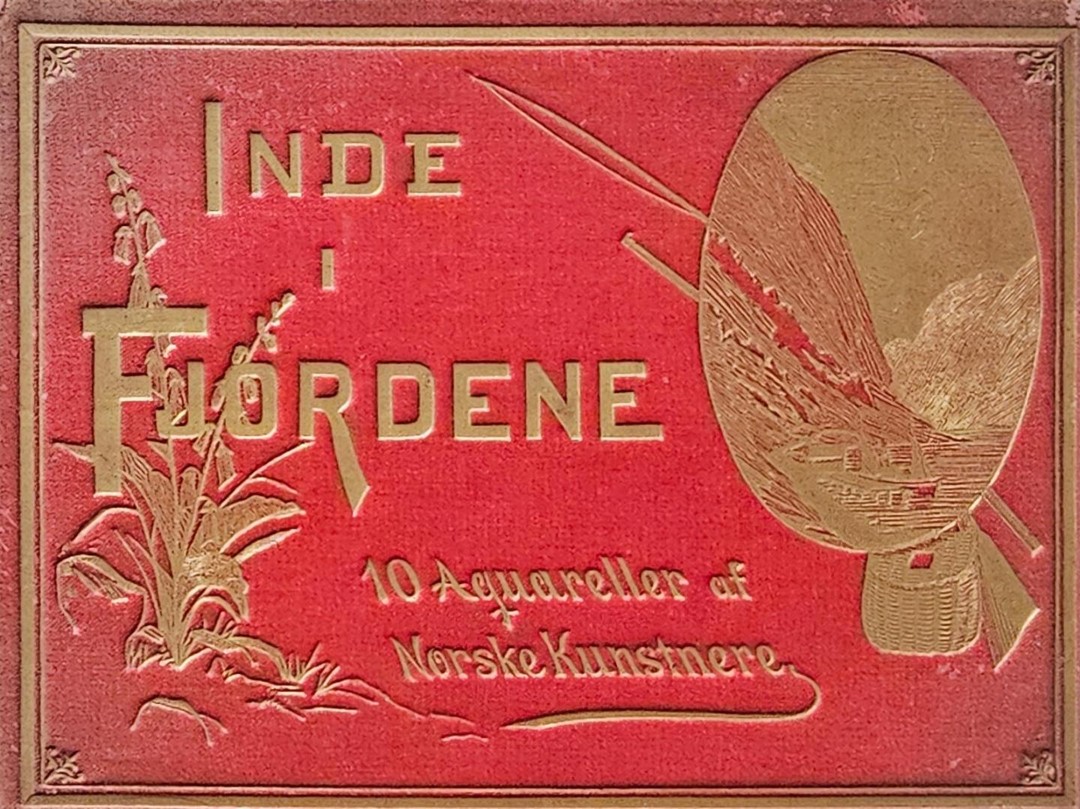 INDE
I
FJORDENE
10 Aquareller af
Norske Kunstnere.